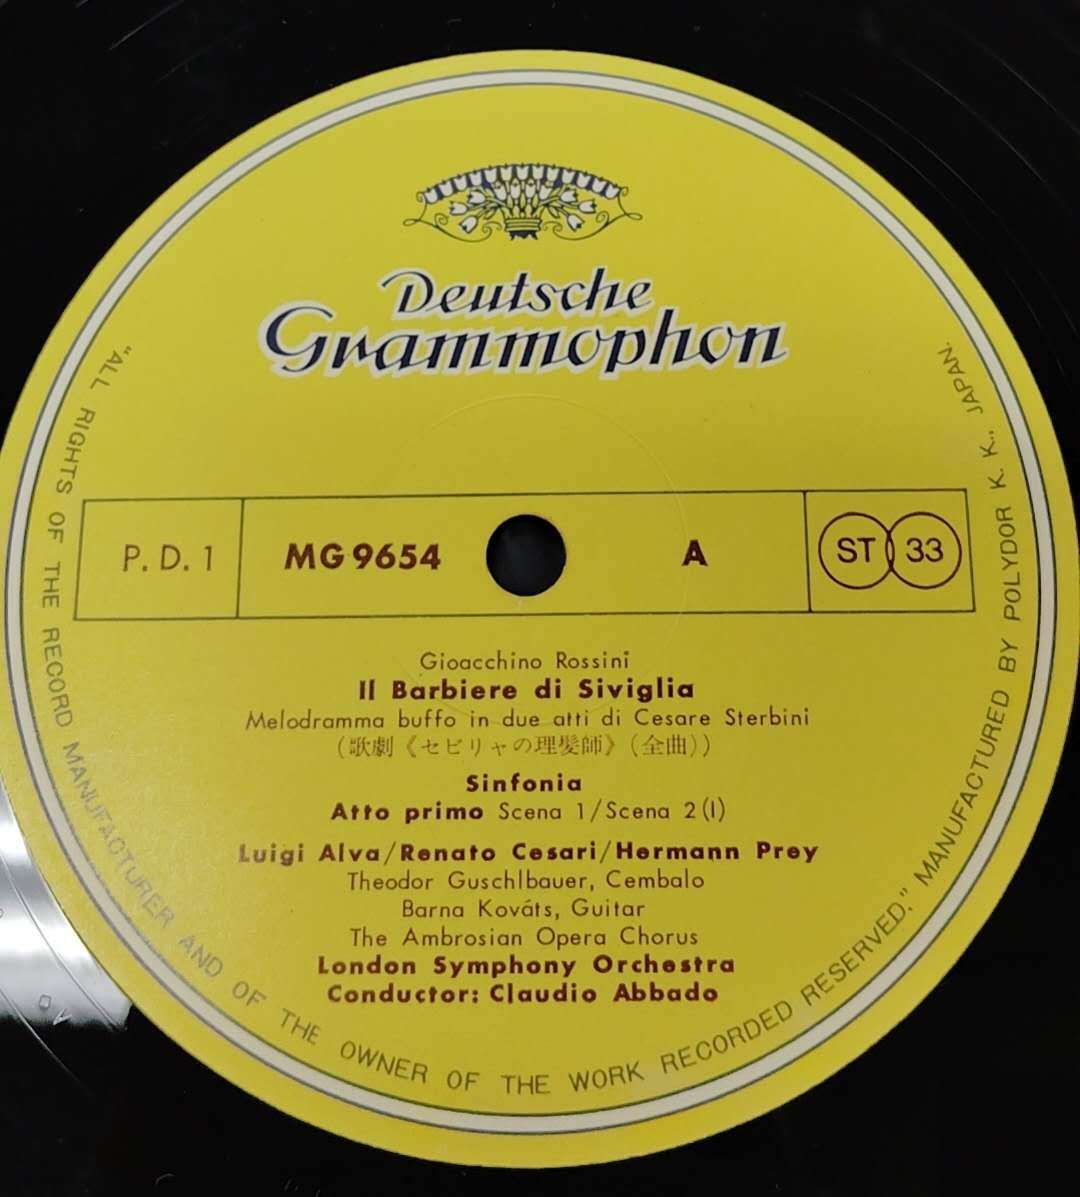 Deutsche
Grammophon
P. D. 1
MG 9654
A
ST 33
Gioacchino Rossini
Il Barbiere di Siviglia
Melodramma buffo in due atti di Cesare Sterbini
(歌劇《セビリャの理髪師》(全曲))
Sinfonia
Atto primo Scena 1/Scena 2(I)
Luigi Alva/Renato Cesari/Hermann Prey
Theodor Guschlbauer, Cembalo
Barna Kováts, Guitar
The Ambrosian Opera Chorus
London Symphony Orchestra
Conductor: Claudio Abbado
"ALL RIGHTS OF THE RECORD MANUFACTURER AND OF THE OWNER OF THE WORK RECORDED RESERVED," MANUFACTURED BY POLYDOR K. K., JAPAN.